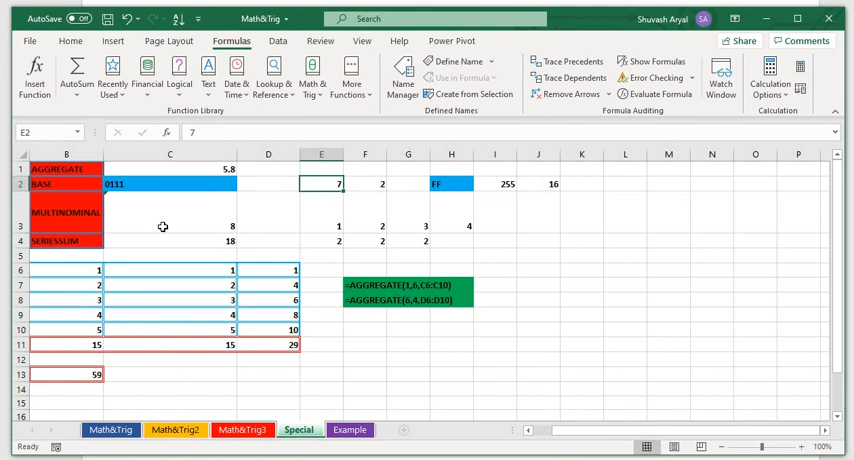 AutoSave Off Math&Trig Search Shuvash Aryal SA
File Home Insert Page Layout Formulas Data Review View Help Power Pivot Share Comments
fx Σ Trace Precedents Show Formulas
Define Name
Trace Dependents Error Checking
Use in Formula
Remove Arrows Evaluate Formula
Create from Selection
Insert Function AutoSum Recently Used Financial Logical Text Date & Time Lookup & Reference Math & Trig More Functions Name Manager Watch Window Calculation Options
Function Library Defined Names Formula Auditing Calculation
E2 fx 7
B C D E F G H I J K L M N O P
1 AGGREGATE 5.8
2 BASE 0111 7 2 FF 255 16
3 MULTINOMINAL 8 1 2 3 4
4 SERIESSUM 18 2 2 2
5
6 1 1 1
7 2 2 4 =AGGREGATE(1,6,C6:C10)
8 3 3 6 =AGGREGATE(6,4,D6:D10)
9 4 4 8
10 5 5 10
11 15 15 29
12
13 59
14
15
16
Math&Trig Math&Trig2 Math&Trig3 Special Example
Ready 100%